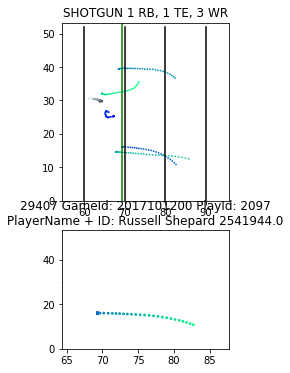 SHOTGUN 1 RB, 1 TE, 3 WR
50
40
30
20
10
0
60 70 80 90
29407 GameId: 2017101200 PlayId: 2097
PlayerName + ID: Russell Shepard 2541944.0
40
20
0
65 70 75 80 85